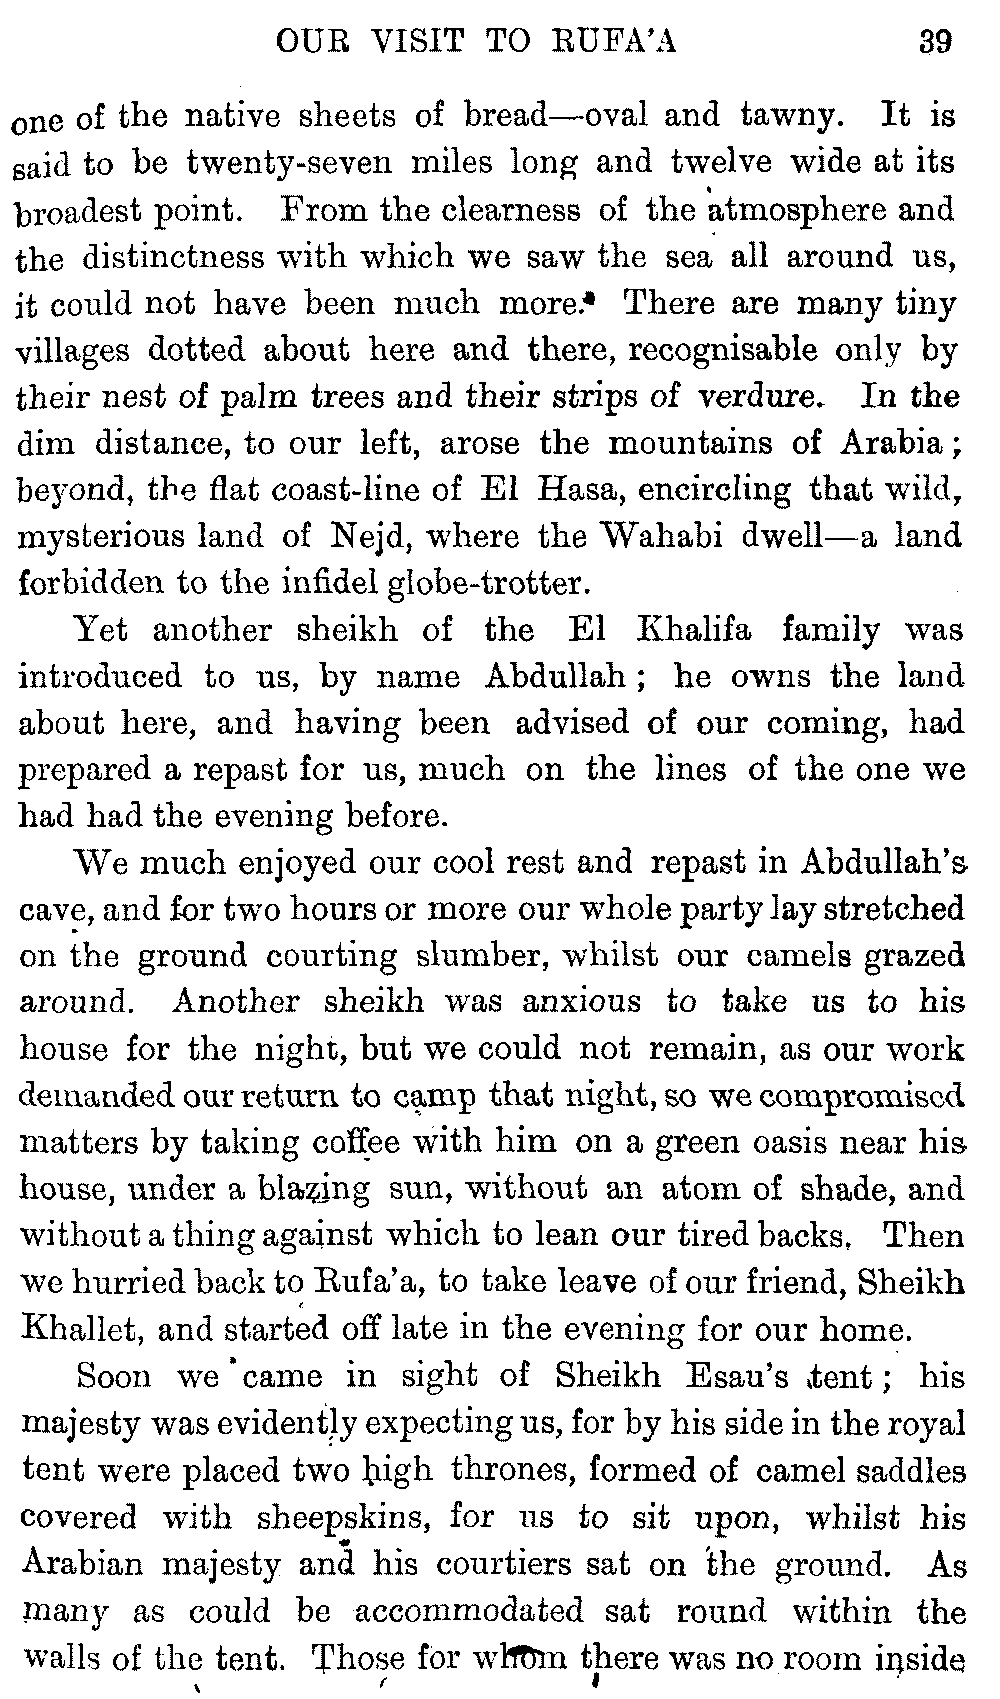 OUR VISIT TO RUFA'A 39
one of the native sheets of bread—oval and tawny. It is
said to be twenty-seven miles long and twelve wide at its
broadest point. From the clearness of the atmosphere and
the distinctness with which we saw the sea all around us,
it could not have been much more. There are many tiny
villages dotted about here and there, recognisable only by
their nest of palm trees and their strips of verdure. In the
dim distance, to our left, arose the mountains of Arabia ;
beyond, the flat coast-line of El Hasa, encircling that wild,
mysterious land of Nejd, where the Wahabi dwell—a land
forbidden to the infidel globe-trotter.
Yet another sheikh of the El Khalifa family was
introduced to us, by name Abdullah ; he owns the land
about here, and having been advised of our coming, had
prepared a repast for us, much on the lines of the one we
had had the evening before.
We much enjoyed our cool rest and repast in Abdullah's
cave, and for two hours or more our whole party lay stretched
on the ground courting slumber, whilst our camels grazed
around. Another sheikh was anxious to take us to his
house for the night, but we could not remain, as our work
demanded our return to camp that night, so we compromised
matters by taking coffee with him on a green oasis near his
house, under a blazing sun, without an atom of shade, and
without a thing against which to lean our tired backs. Then
we hurried back to Rufa'a, to take leave of our friend, Sheikh
Khallet, and started off late in the evening for our home.
Soon we came in sight of Sheikh Esau's tent ; his
majesty was evidently expecting us, for by his side in the royal
tent were placed two high thrones, formed of camel saddles
covered with sheepskins, for us to sit upon, whilst his
Arabian majesty and his courtiers sat on the ground. As
many as could be accommodated sat round within the
walls of the tent. Those for whom there was no room inside